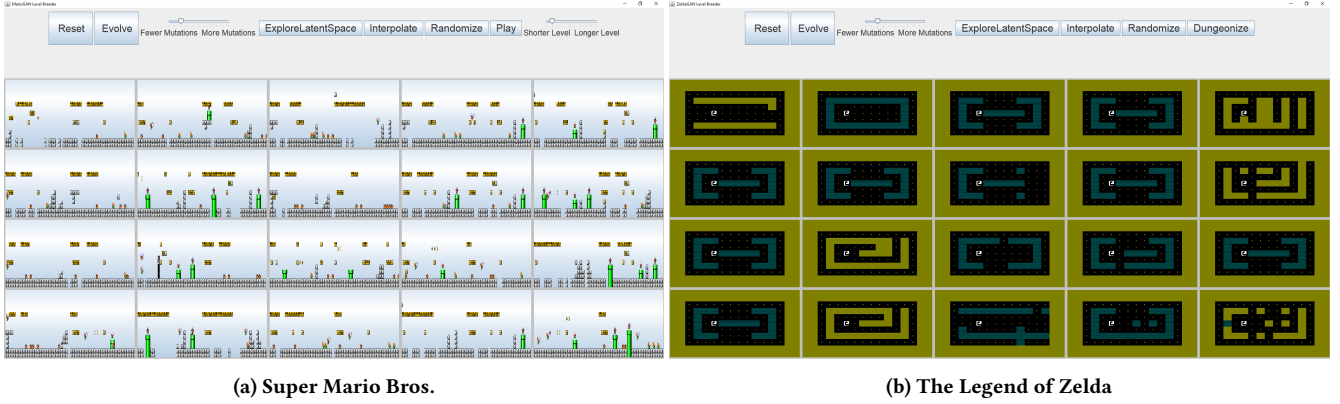 MarioGAN Level Breeder
Reset Evolve Fewer Mutations More Mutations ExploreLatentSpace Interpolate Randomize Play Shorter Level Longer Level
ZeldaGAN Level Breeder
Reset Evolve Fewer Mutations More Mutations ExploreLatentSpace Interpolate Randomize Dungeonize
(a) Super Mario Bros.
(b) The Legend of Zelda